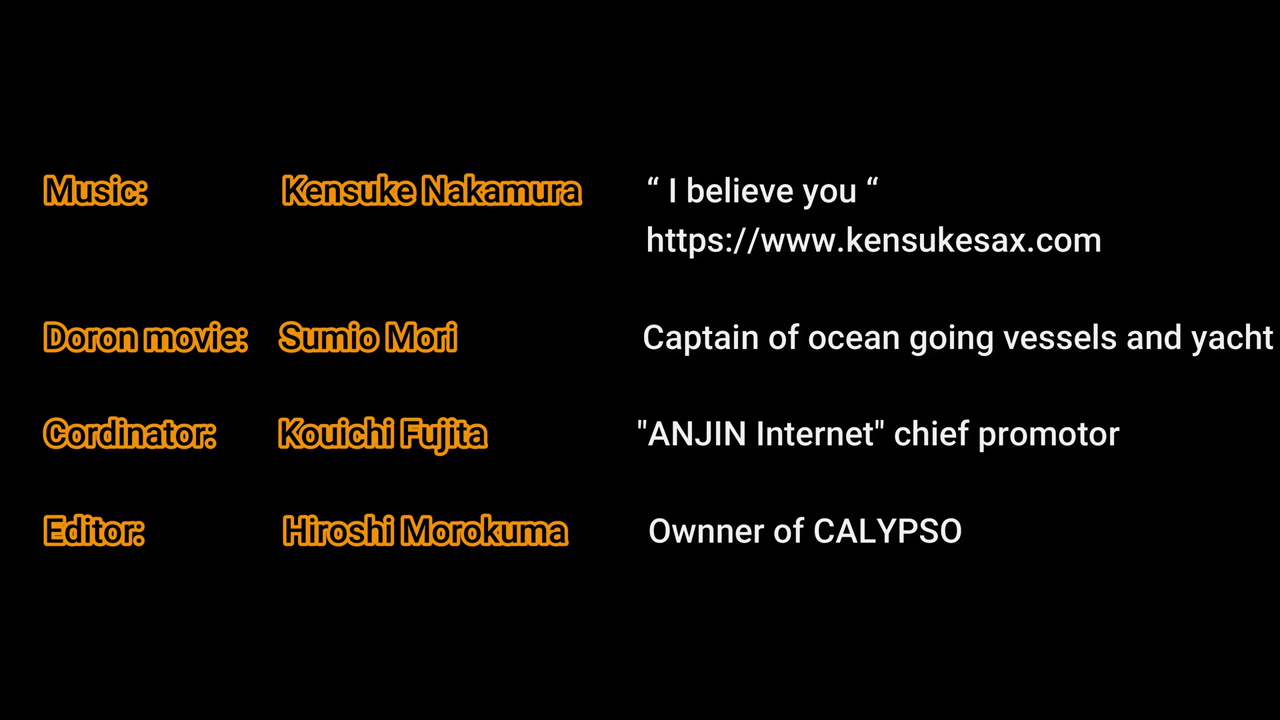 Music: Kensuke Nakamura “ I believe you “
https://www.kensukesax.com
Doron movie: Sumio Mori Captain of ocean going vessels and yacht
Cordinator: Kouichi Fujita "ANJIN Internet" chief promotor
Editor: Hiroshi Morokuma Ownner of CALYPSO